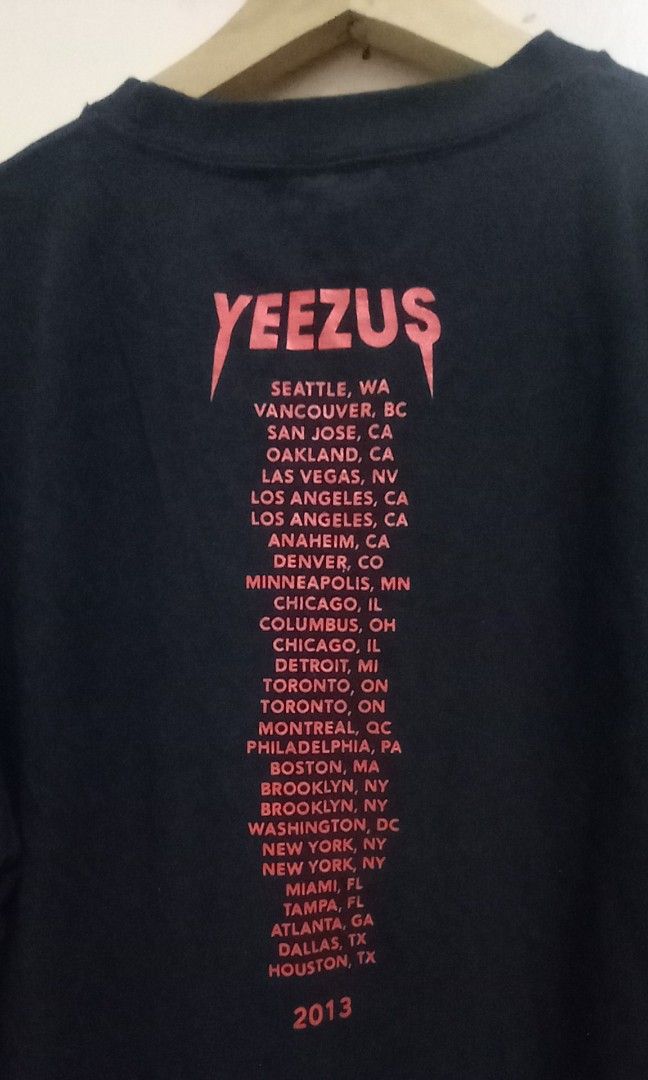 YEEZUS
SEATTLE, WA
VANCOUVER, BC
SAN JOSE, CA
OAKLAND, CA
LAS VEGAS, NV
LOS ANGELES, CA
LOS ANGELES, CA
ANAHEIM, CA
DENVER, CO
MINNEAPOLIS, MN
CHICAGO, IL
COLUMBUS, OH
CHICAGO, IL
DETROIT, MI
TORONTO, ON
TORONTO, ON
MONTREAL, QC
PHILADELPHIA, PA
BOSTON, MA
BROOKLYN, NY
BROOKLYN, NY
WASHINGTON, DC
NEW YORK, NY
NEW YORK, NY
MIAMI, FL
TAMPA, FL
ATLANTA, GA
DALLAS, TX
HOUSTON, TX
2013